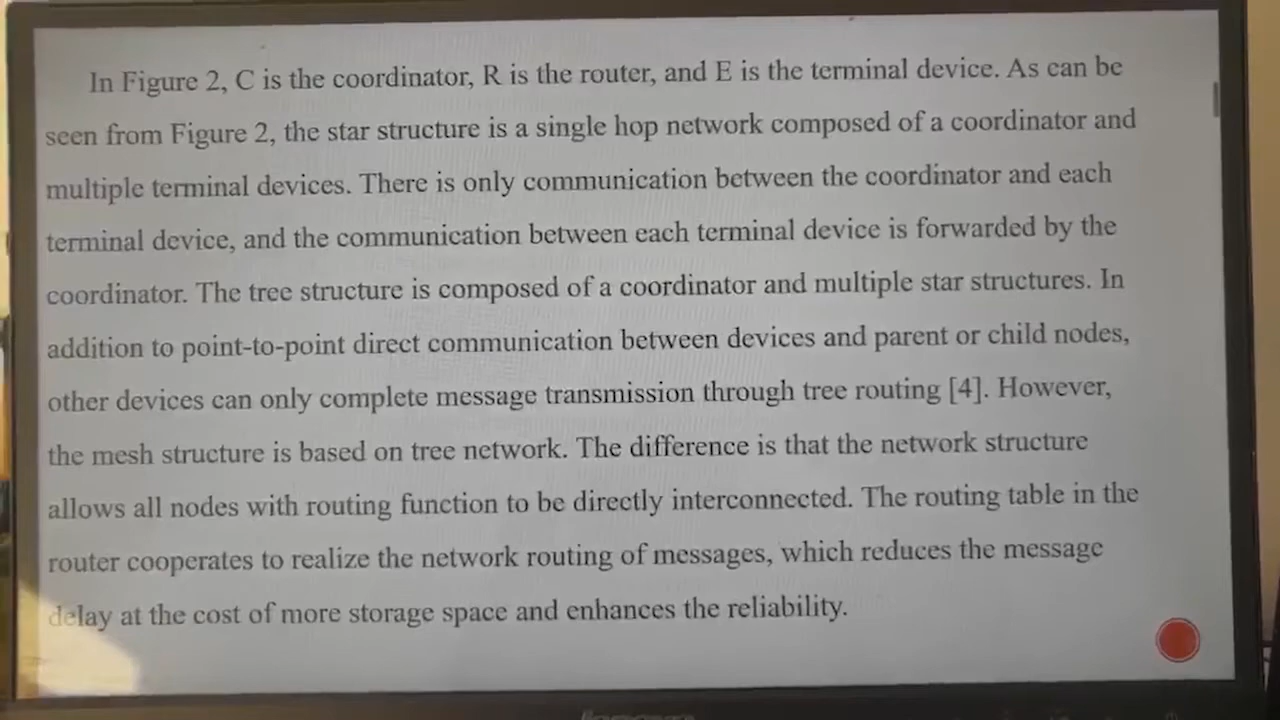 In Figure 2, C is the coordinator, R is the router, and E is the terminal device. As can be
seen from Figure 2, the star structure is a single hop network composed of a coordinator and
multiple terminal devices. There is only communication between the coordinator and each
terminal device, and the communication between each terminal device is forwarded by the
coordinator. The tree structure is composed of a coordinator and multiple star structures. In
addition to point-to-point direct communication between devices and parent or child nodes,
other devices can only complete message transmission through tree routing [4]. However,
the mesh structure is based on tree network. The difference is that the network structure
allows all nodes with routing function to be directly interconnected. The routing table in the
router cooperates to realize the network routing of messages, which reduces the message
delay at the cost of more storage space and enhances the reliability.